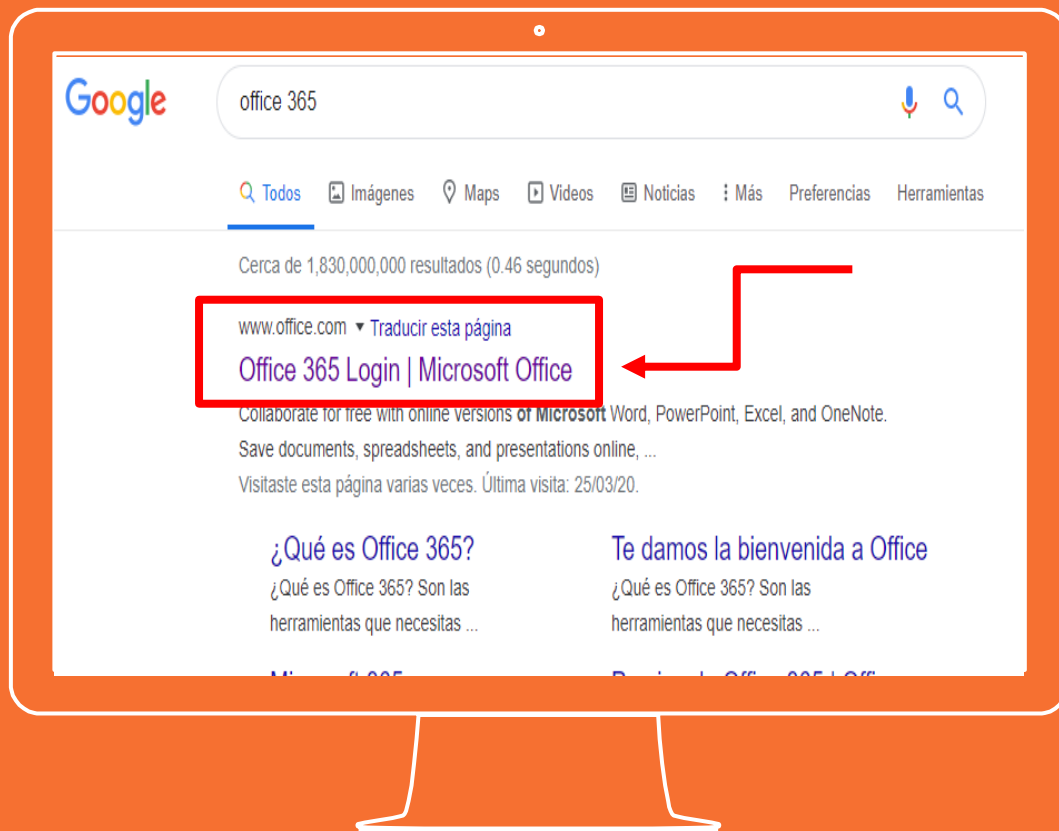 Google
office 365
Todos Imágenes Maps Videos Noticias Más Preferencias Herramientas
Cerca de 1,830,000,000 resultados (0.46 segundos)
www.office.com ▾ Traducir esta página
Office 365 Login | Microsoft Office
Collaborate for free with online versions of Microsoft Word, PowerPoint, Excel, and OneNote.
Save documents, spreadsheets, and presentations online, ...
Visitaste esta página varias veces. Última visita: 25/03/20.
¿Qué es Office 365? Te damos la bienvenida a Office
¿Qué es Office 365? Son las ¿Qué es Office 365? Son las
herramientas que necesitas ... herramientas que necesitas ...